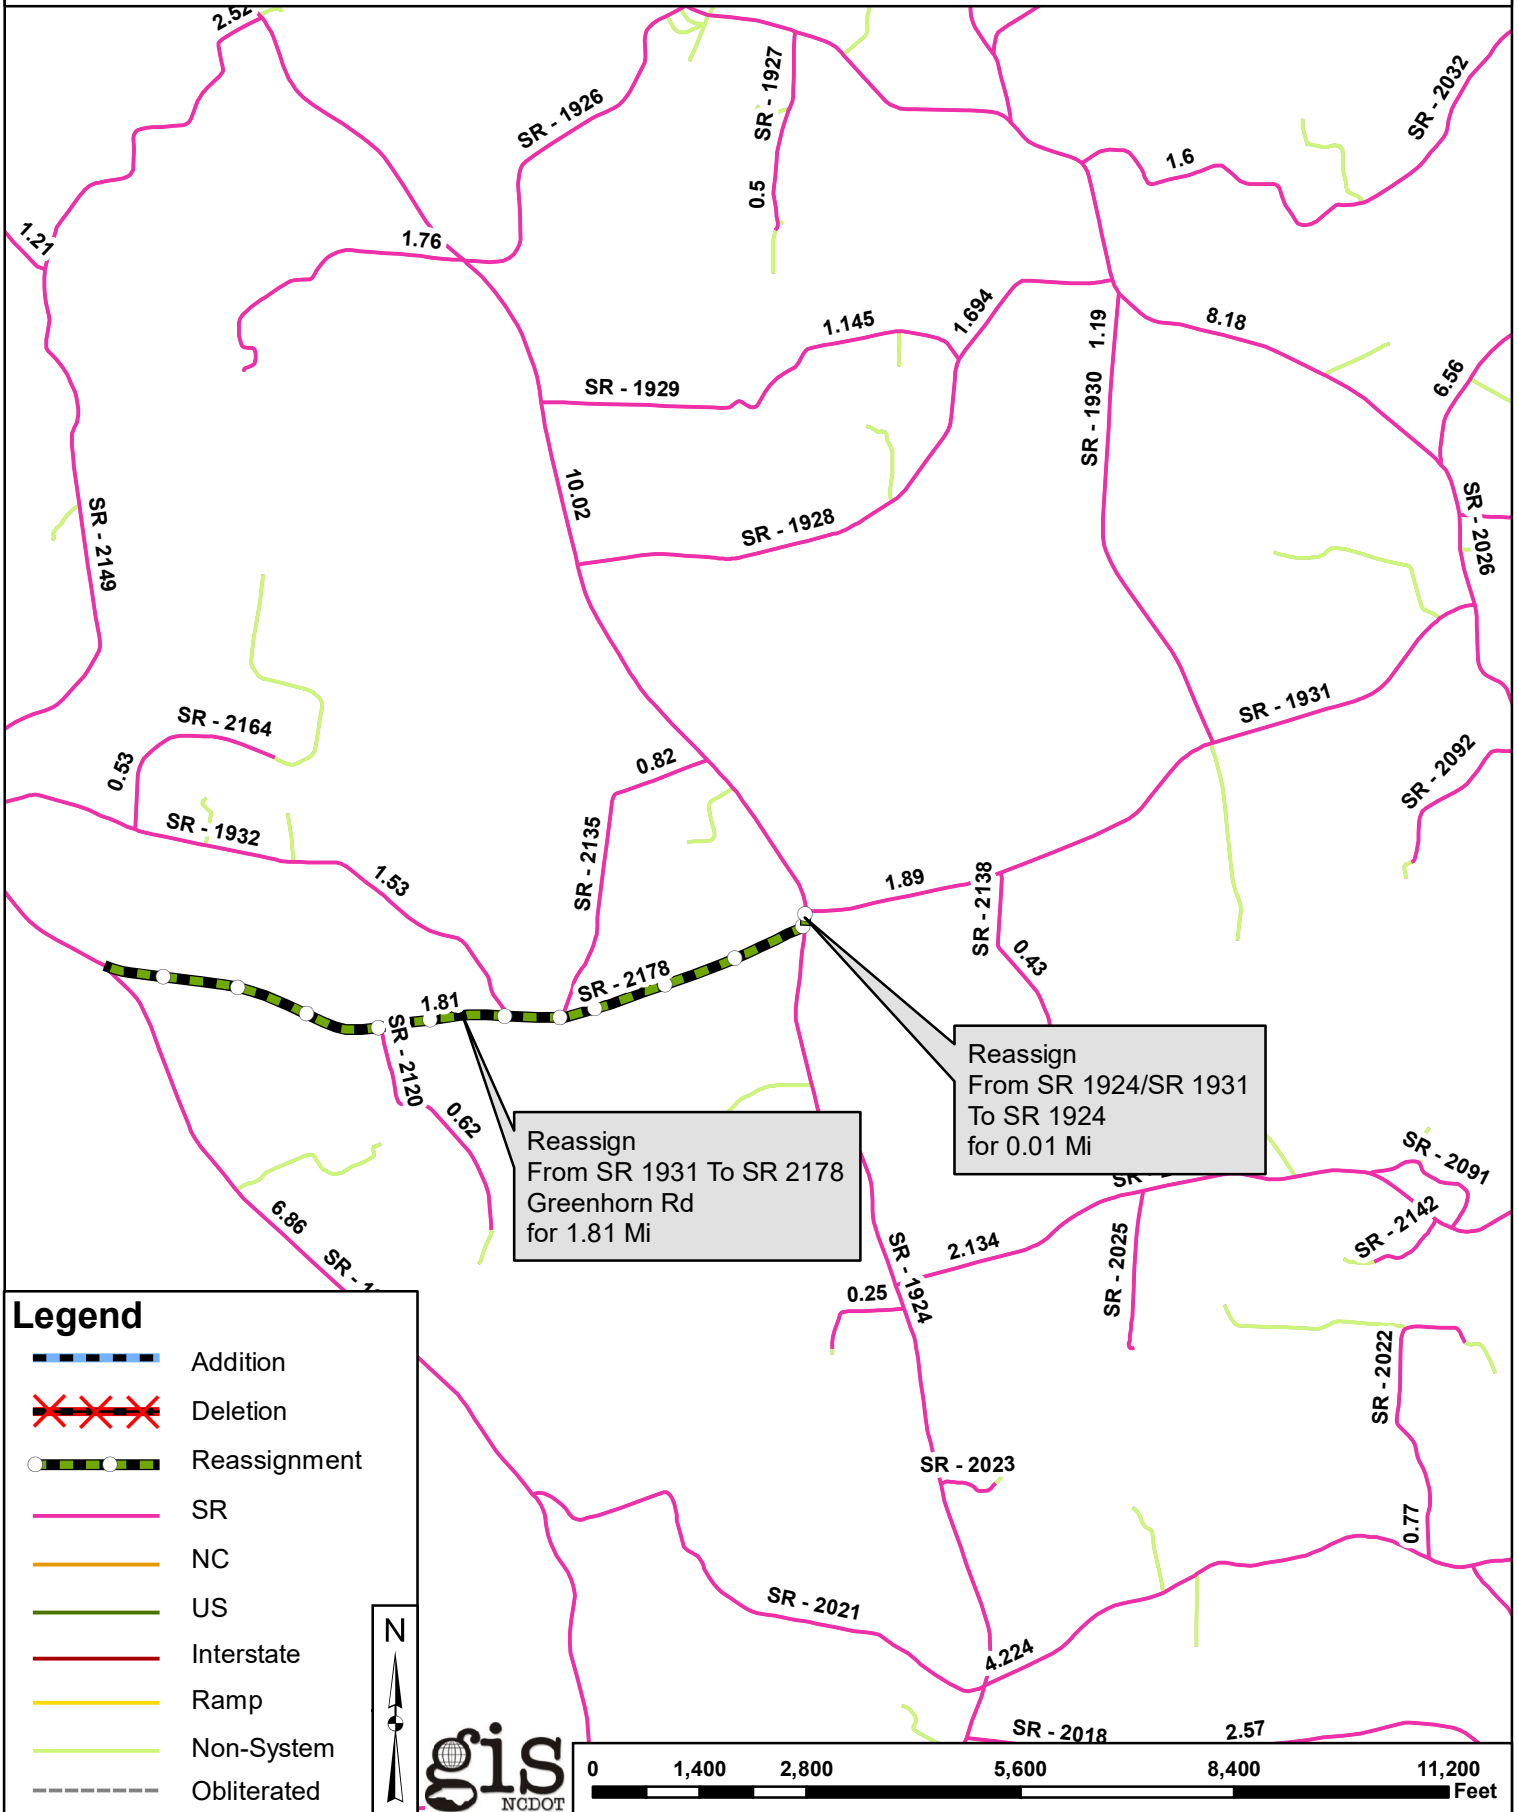 2.52
SR - 1926
SR - 1927
0.5
SR - 2032
1.6
1.21
1.76
1.145
1.694
1.19
8.18
SR - 1929
SR - 1930
6.56
10.02
SR - 1928
SR - 2149
SR - 2026
SR - 1931
SR - 2164
0.53
0.82
SR - 2092
SR - 1932
SR - 2135
1.53
1.89
SR - 2138
0.43
SR - 2178
1.81
SR - 2120
0.62
Reassign
From SR 1924/SR 1931
To SR 1924
for 0.01 Mi
Reassign
From SR 1931 To SR 2178
Greenhorn Rd
for 1.81 Mi
SR - 2091
SR - 2142
SR - 2025
6.86
2.134
SR - 1924
0.25
SR - 2022
SR - 2023
0.77
SR - 2021
4.224
SR - 2018
2.57
Legend
Addition
Deletion
Reassignment
SR
NC
US
Interstate
Ramp
Non-System
Obliterated
N
gis
NCDOT
0 1,400 2,800 5,600 8,400 11,200
Feet